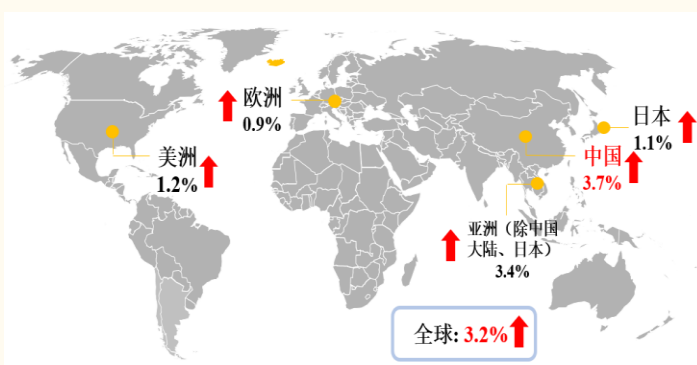 欧洲
0.9%
美洲
1.2%
日本
1.1%
中国
3.7%
亚洲（除中国
大陆、日本）
3.4%
全球: 3.2%